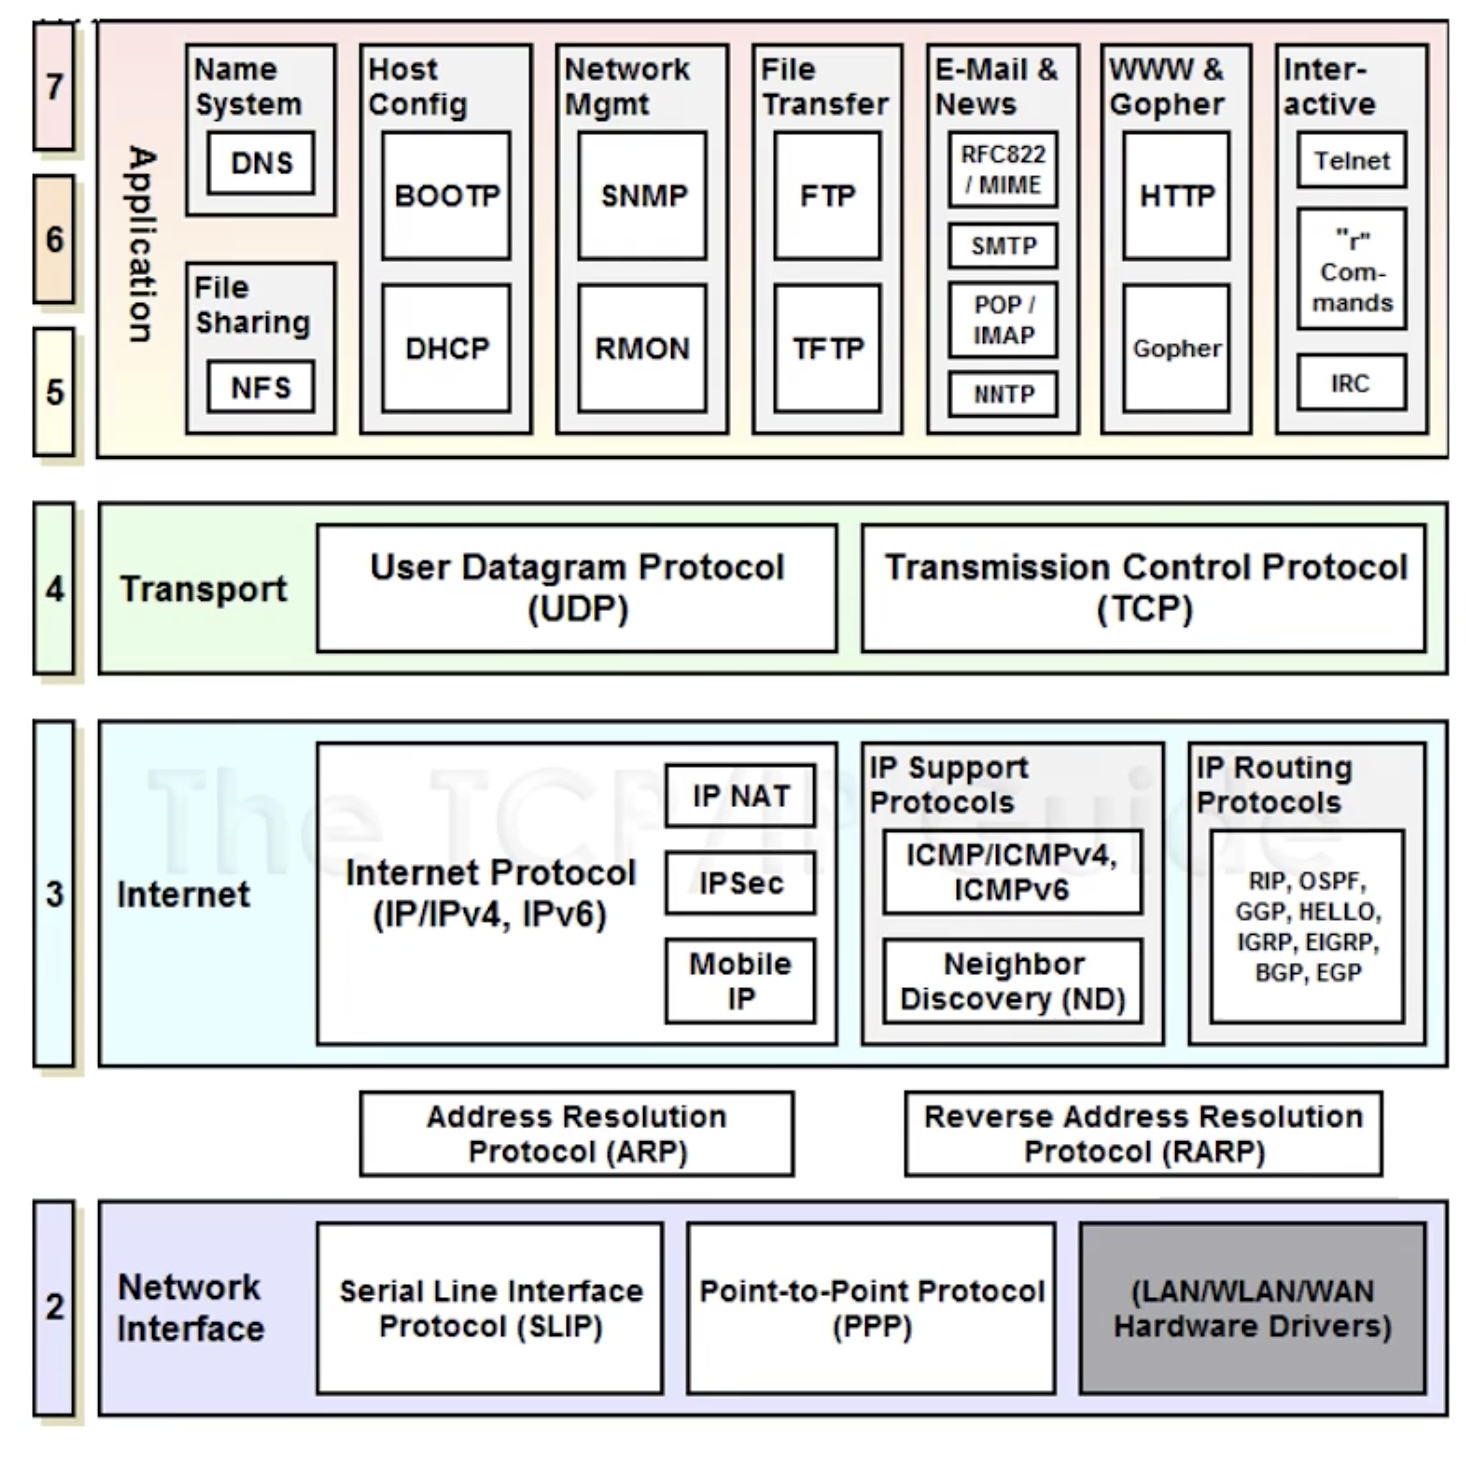 7
6
5
Application
Name
System
DNS
File
Sharing
NFS
Host
Config
BOOTP
DHCP
Network
Mgmt
SNMP
RMON
File
Transfer
FTP
TFTP
E-Mail &
News
RFC822
/ MIME
SMTP
POP /
IMAP
NNTP
WWW &
Gopher
HTTP
Gopher
Inter-
active
Telnet
"r"
Com-
mands
IRC
4
Transport
User Datagram Protocol
(UDP)
Transmission Control Protocol
(TCP)
The TCP/IP Guide
3
Internet
Internet Protocol
(IP/IPv4, IPv6)
IP NAT
IPSec
Mobile
IP
IP Support
Protocols
ICMP/ICMPv4,
ICMPv6
Neighbor
Discovery (ND)
IP Routing
Protocols
RIP, OSPF,
GGP, HELLO,
IGRP, EIGRP,
BGP, EGP
Address Resolution
Protocol (ARP)
Reverse Address Resolution
Protocol (RARP)
2
Network
Interface
Serial Line Interface
Protocol (SLIP)
Point-to-Point Protocol
(PPP)
(LAN/WLAN/WAN
Hardware Drivers)